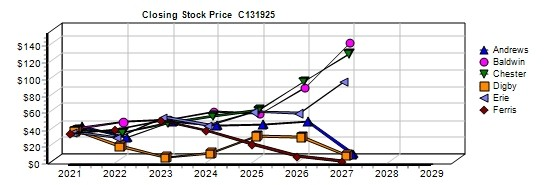 Closing Stock Price C131925
$140
$120
$100
$80
$60
$40
$20
$0
2021 2022 2023 2024 2025 2026 2027 2028 2029
Andrews
Baldwin
Chester
Digby
Erie
Ferris